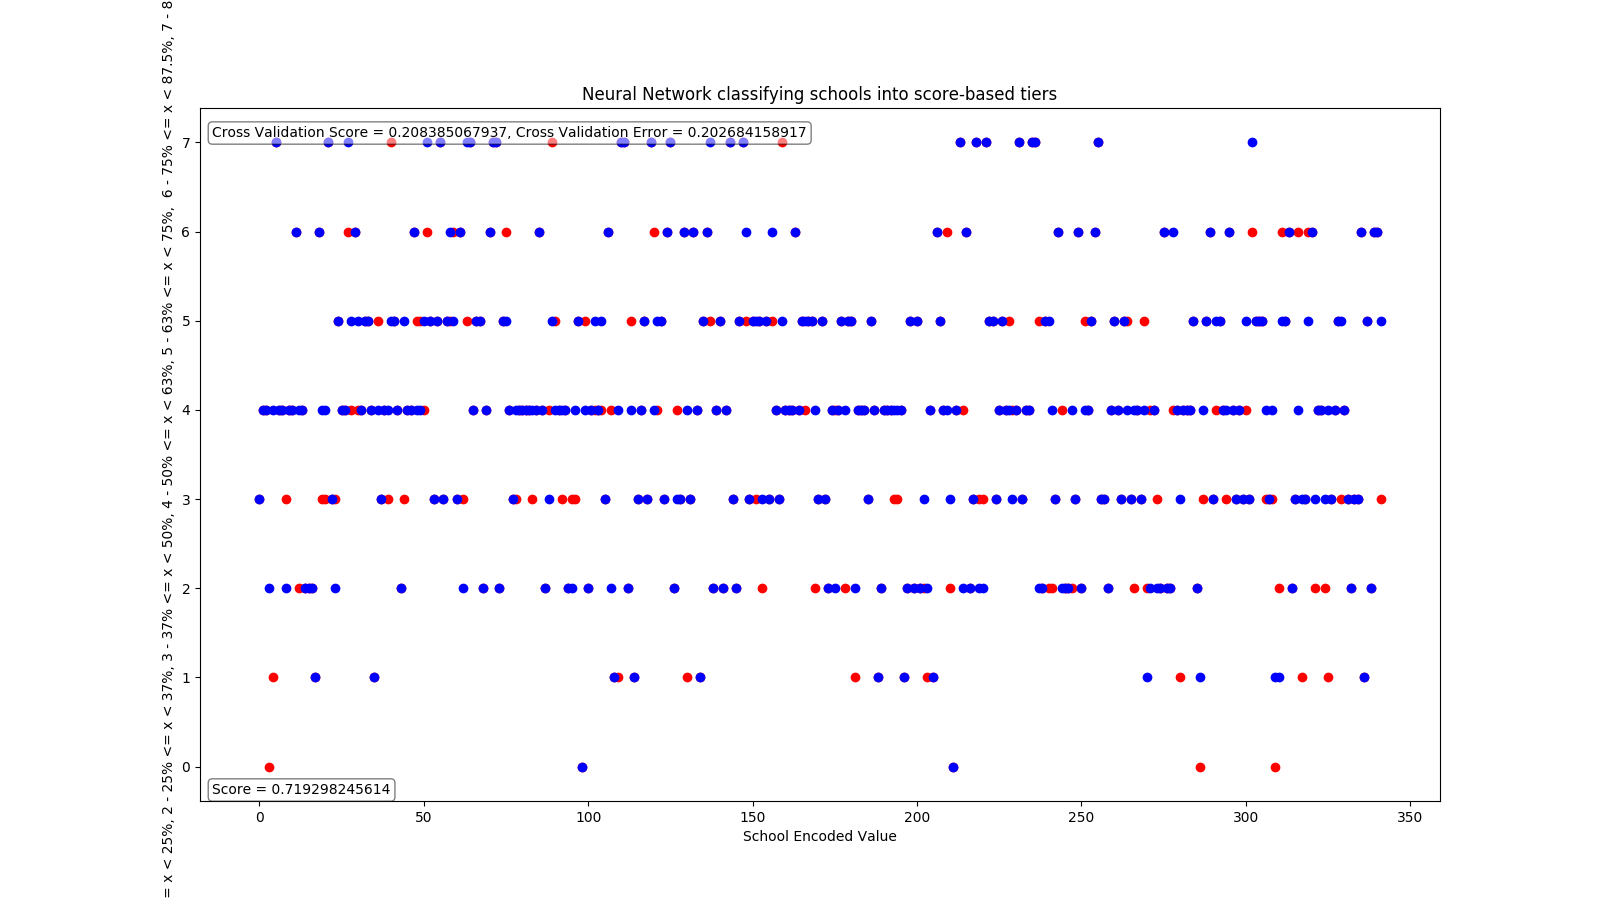 Neural Network classifying schools into score-based tiers
Cross Validation Score = 0.208385067937, Cross Validation Error = 0.202684158917
= x < 25%, 2 - 25% <= x < 37%, 3 - 37% <= x < 50%, 4 - 50% <= x < 63%, 5 - 63% <= x < 75%,  6 - 75% <= x < 87.5%, 7 - 8
7
6
5
4
3
2
1
0
Score = 0.719298245614
0 50 100 150 200 250 300 350
School Encoded Value